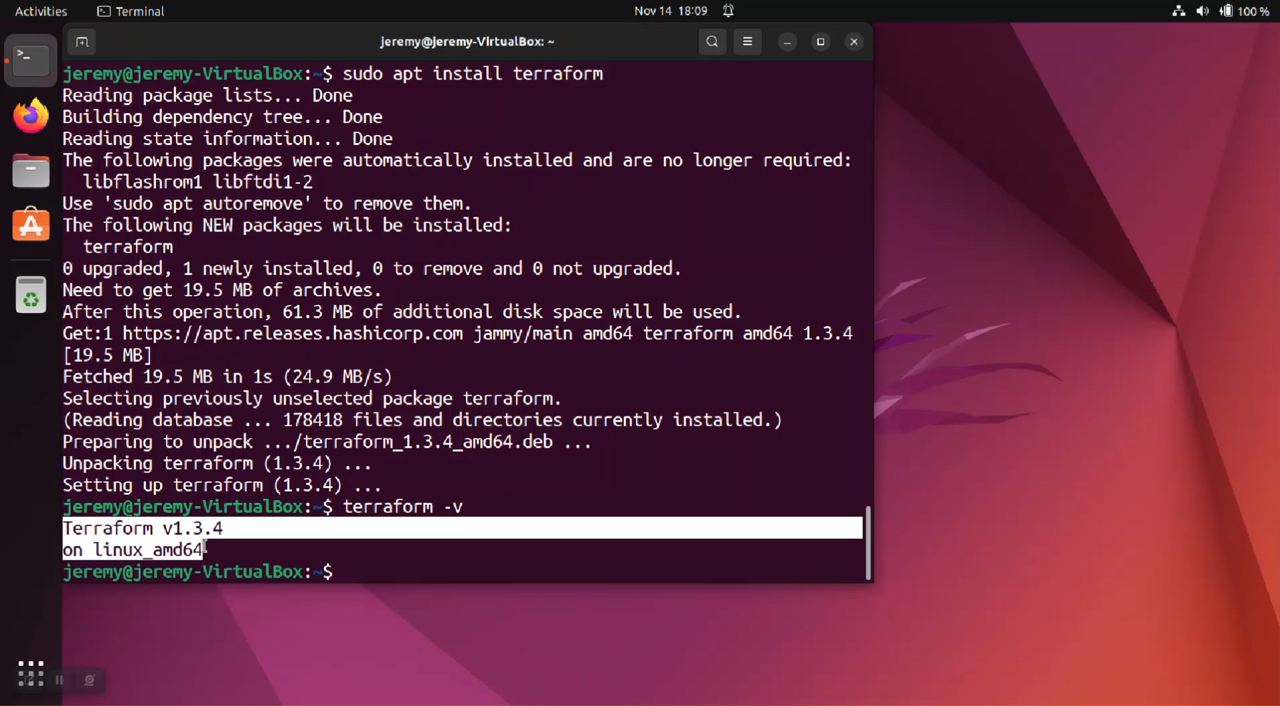 Activities Terminal Nov 14 18:09 100 %
jeremy@jeremy-VirtualBox: ~
jeremy@jeremy-VirtualBox:~$ sudo apt install terraform
Reading package lists... Done
Building dependency tree... Done
Reading state information... Done
The following packages were automatically installed and are no longer required:
libflashrom1 libftdi1-2
Use 'sudo apt autoremove' to remove them.
The following NEW packages will be installed:
terraform
0 upgraded, 1 newly installed, 0 to remove and 0 not upgraded.
Need to get 19.5 MB of archives.
After this operation, 61.3 MB of additional disk space will be used.
Get:1 https://apt.releases.hashicorp.com jammy/main amd64 terraform amd64 1.3.4
[19.5 MB]
Fetched 19.5 MB in 1s (24.9 MB/s)
Selecting previously unselected package terraform.
(Reading database ... 178418 files and directories currently installed.)
Preparing to unpack .../terraform_1.3.4_amd64.deb ...
Unpacking terraform (1.3.4) ...
Setting up terraform (1.3.4) ...
jeremy@jeremy-VirtualBox:~$ terraform -v
Terraform v1.3.4
on linux_amd64
jeremy@jeremy-VirtualBox:~$